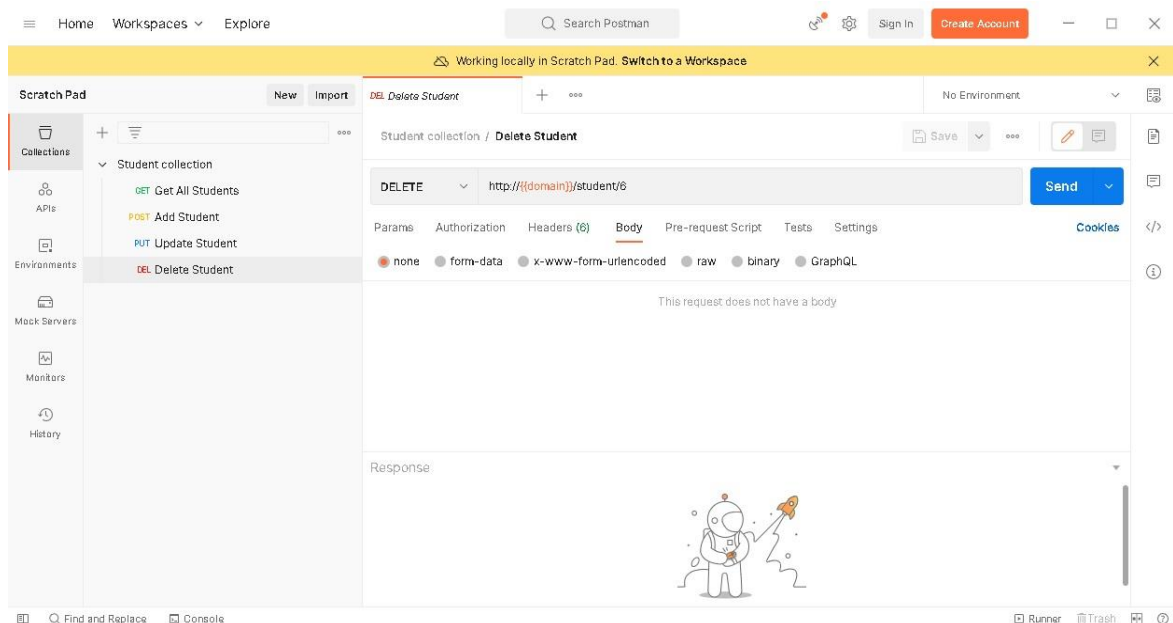 Home Workspaces Explore Search Postman Sign In Create Account
Working locally in Scratch Pad. Switch to a Workspace
Scratch Pad New Import DEL Delete Student No Environment
Collections
Student collection / Delete Student Save
Student collection
GET Get All Students
POST Add Student
PUT Update Student
DEL Delete Student
APIs
Environments
Mock Servers
Monitors
History
DELETE http://{{domain}}/student/6 Send
Params Authorization Headers (6) Body Pre-request Script Tests Settings Cookies
none form-data x-www-form-urlencoded raw binary GraphQL
This request does not have a body
Response
Find and Replace Console Runner Trash